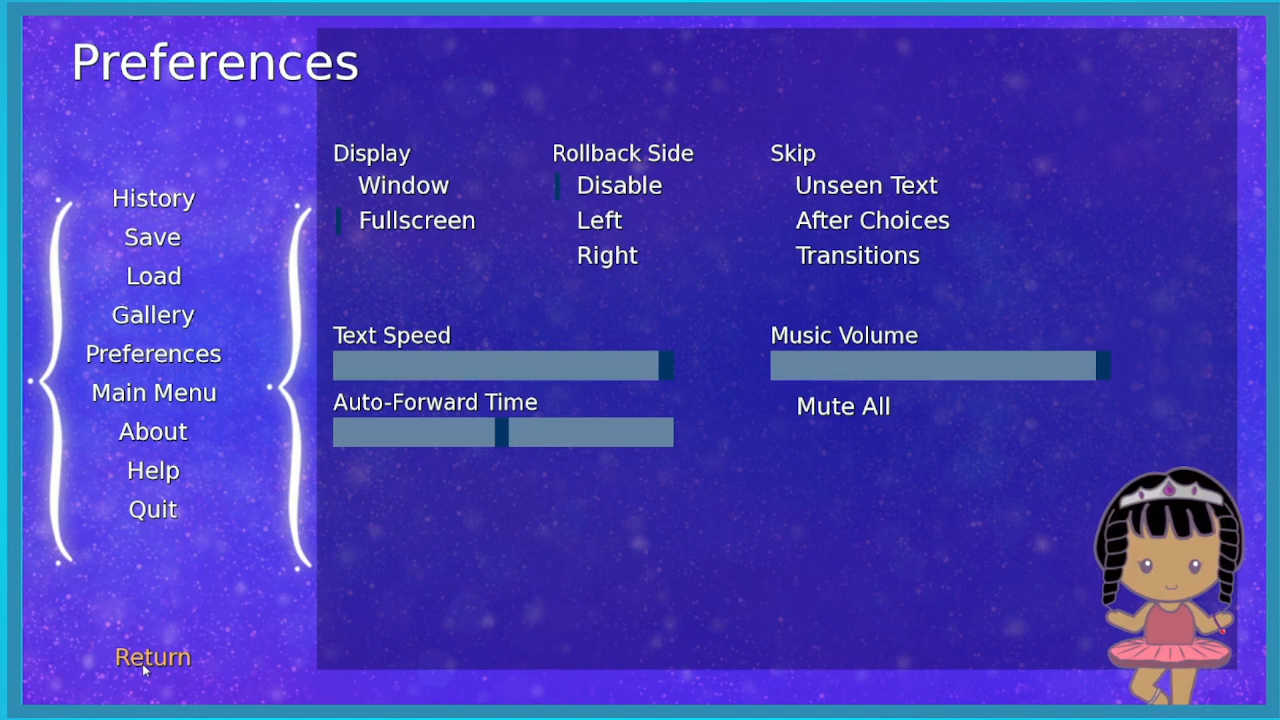 Preferences
History
Save
Load
Gallery
Preferences
Main Menu
About
Help
Quit
Return
Display
Window
Fullscreen
Rollback Side
Disable
Left
Right
Skip
Unseen Text
After Choices
Transitions
Text Speed
Auto-Forward Time
Music Volume
Mute All